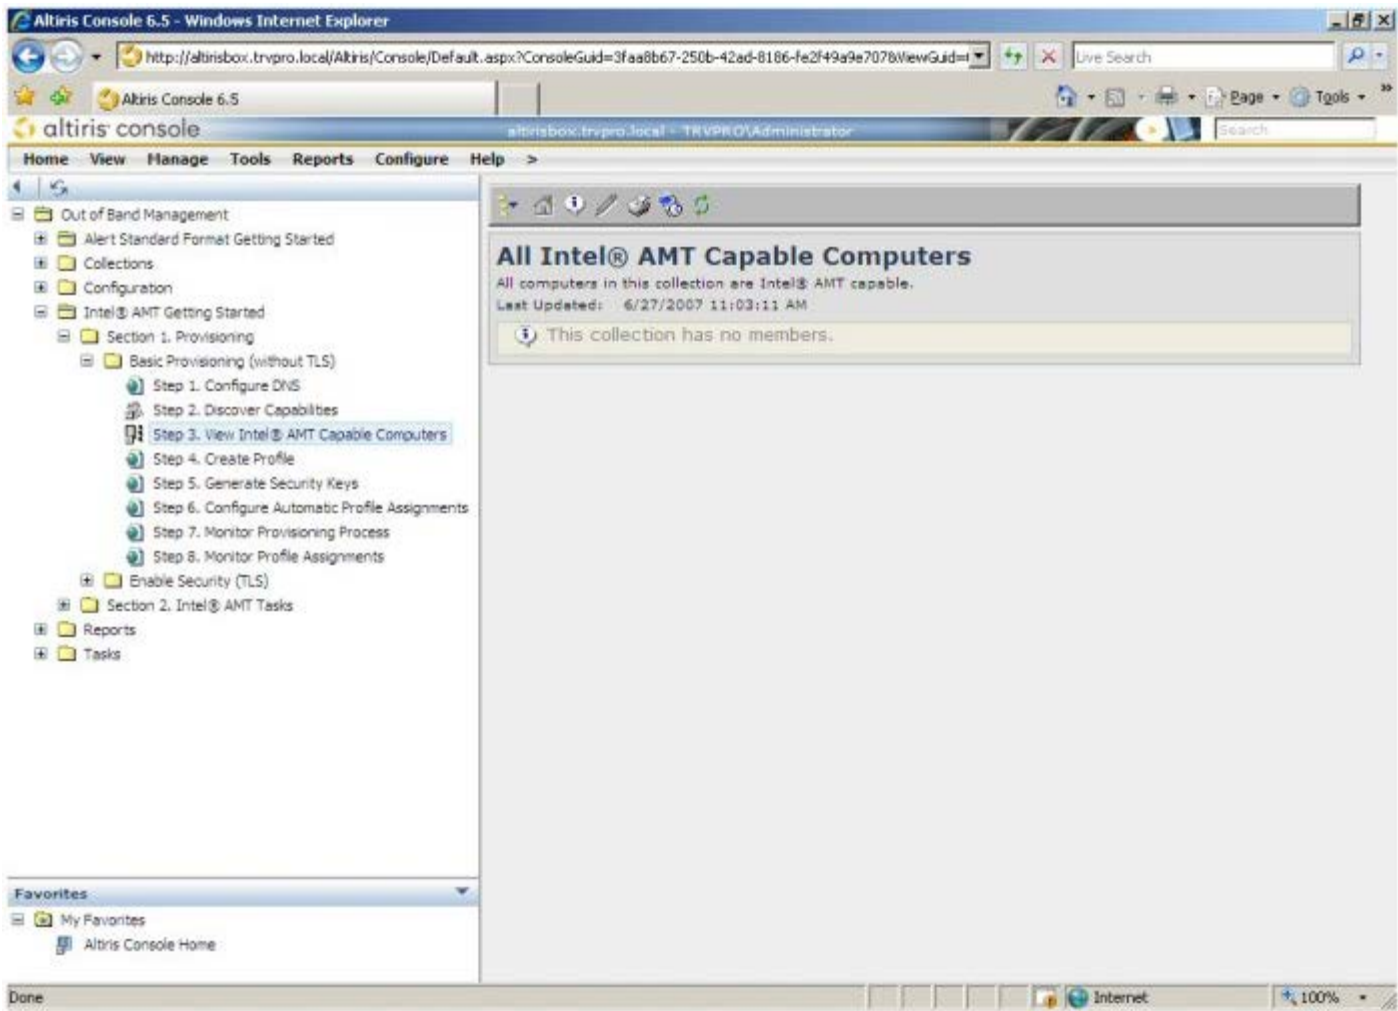 Altiris Console 6.5 - Windows Internet Explorer
http://altirisbox.trvpro.local/Altiris/Console/Default.aspx?ConsoleGuid=3faa8b67-250b-42ad-8186-fe2f49a9e707&ViewGuid=
Live Search
Altiris Console 6.5
Page
Tools
altiris console
altirisbox.trvpro.local - TRVPRO\Administrator
Search
Home View Manage Tools Reports Configure Help >
Out of Band Management
Alert Standard Format Getting Started
Collections
Configuration
Intel® AMT Getting Started
Section 1. Provisioning
Basic Provisioning (without TLS)
Step 1. Configure DNS
Step 2. Discover Capabilities
Step 3. View Intel® AMT Capable Computers
Step 4. Create Profile
Step 5. Generate Security Keys
Step 6. Configure Automatic Profile Assignments
Step 7. Monitor Provisioning Process
Step 8. Monitor Profile Assignments
Enable Security (TLS)
Section 2. Intel® AMT Tasks
Reports
Tasks
All Intel® AMT Capable Computers
All computers in this collection are Intel® AMT capable.
Last Updated: 6/27/2007 11:03:11 AM
This collection has no members.
Favorites
My Favorites
Altiris Console Home
Done
Internet
100%